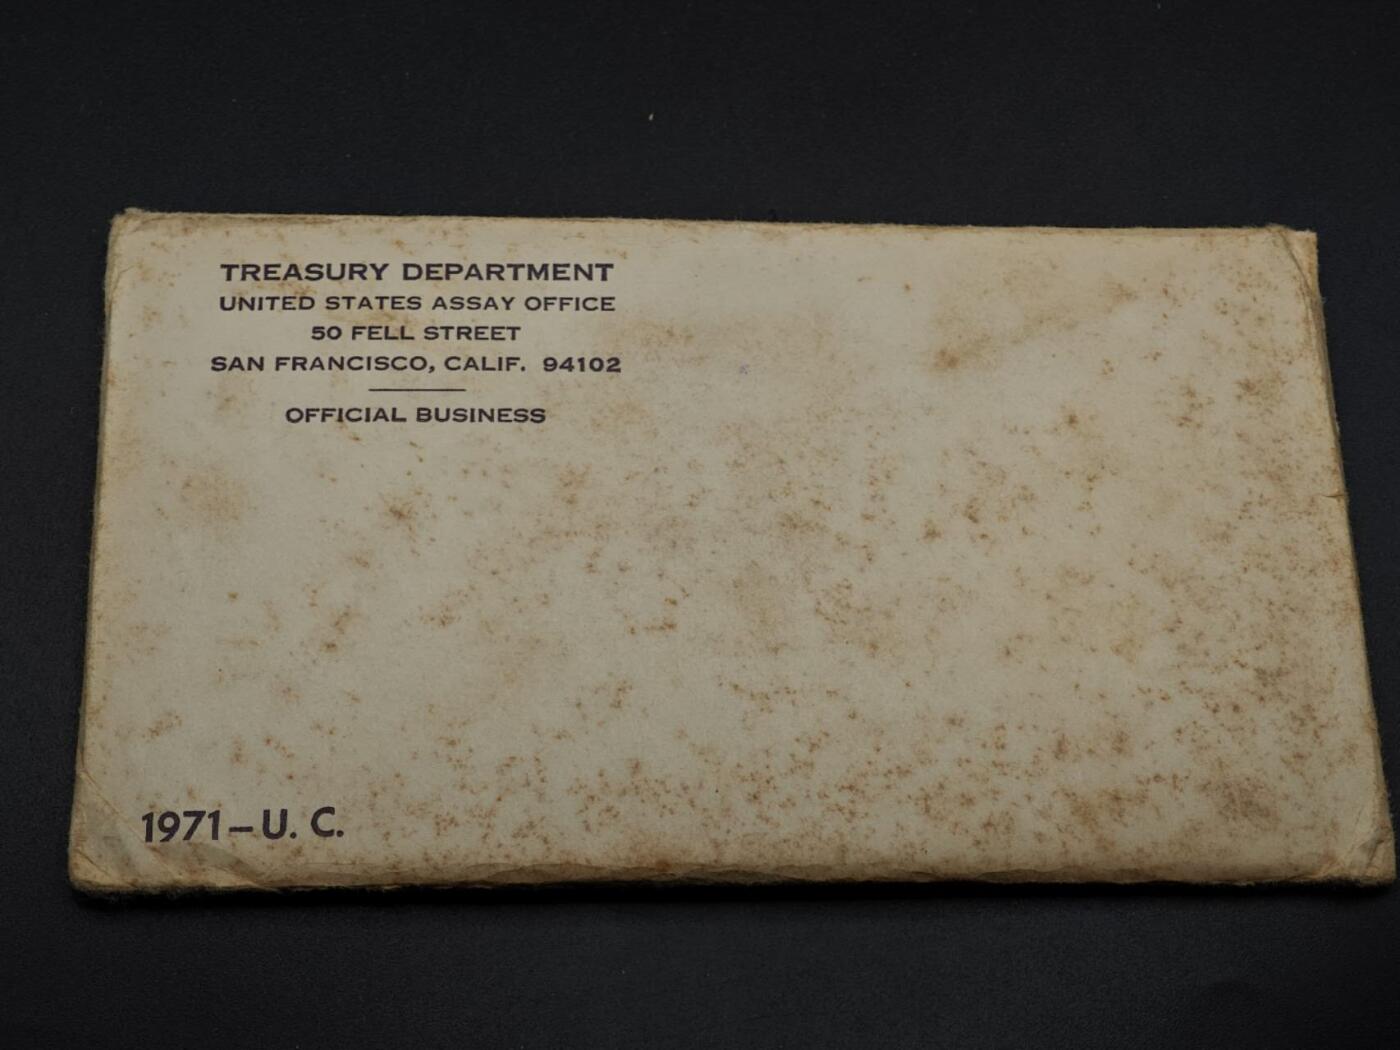 TREASURY DEPARTMENT
UNITED STATES ASSAY OFFICE
50 FELL STREET
SAN FRANCISCO, CALIF. 94102
OFFICIAL BUSINESS
1971-U. C.